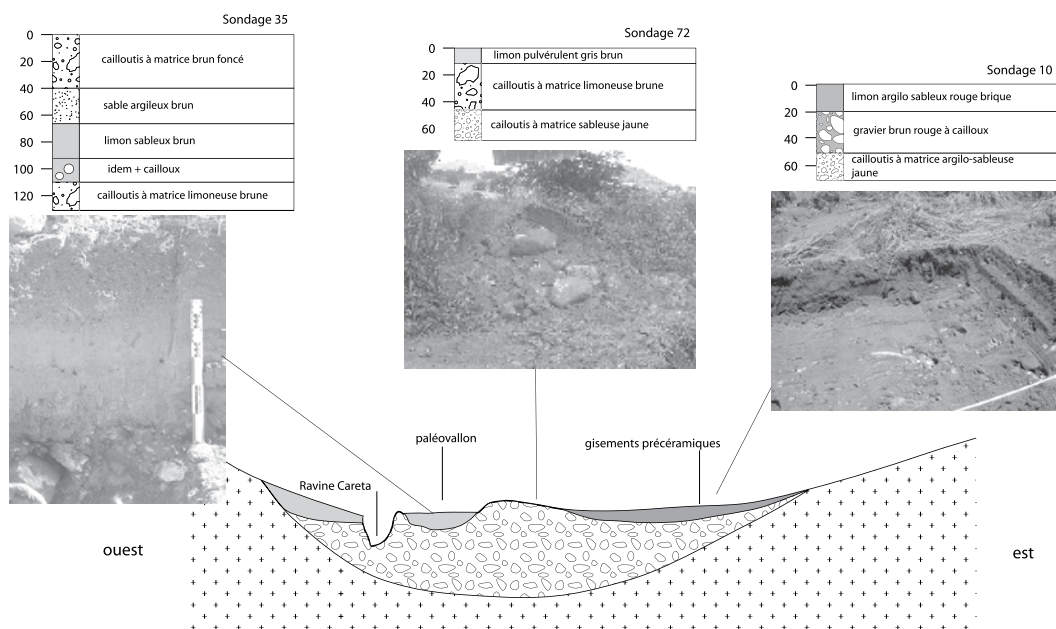 Sondage 35
0
20
40
60
80
100
120
cailloutis à matrice brun foncé
sable argileux brun
limon sableux brun
idem + cailloux
cailloutis à matrice limoneuse brune
Sondage 72
0
20
40
60
limon pulvérulent gris brun
cailloutis à matrice limoneuse brune
cailoutis à matrice sableuse jaune
Sondage 10
0
20
40
60
limon argilo sableux rouge brique
gravier brun rouge à cailloux
cailloutis à matrice argilo-sableuse
jaune
paléovallon
gisements précéramiques
Ravine Careta
ouest
est